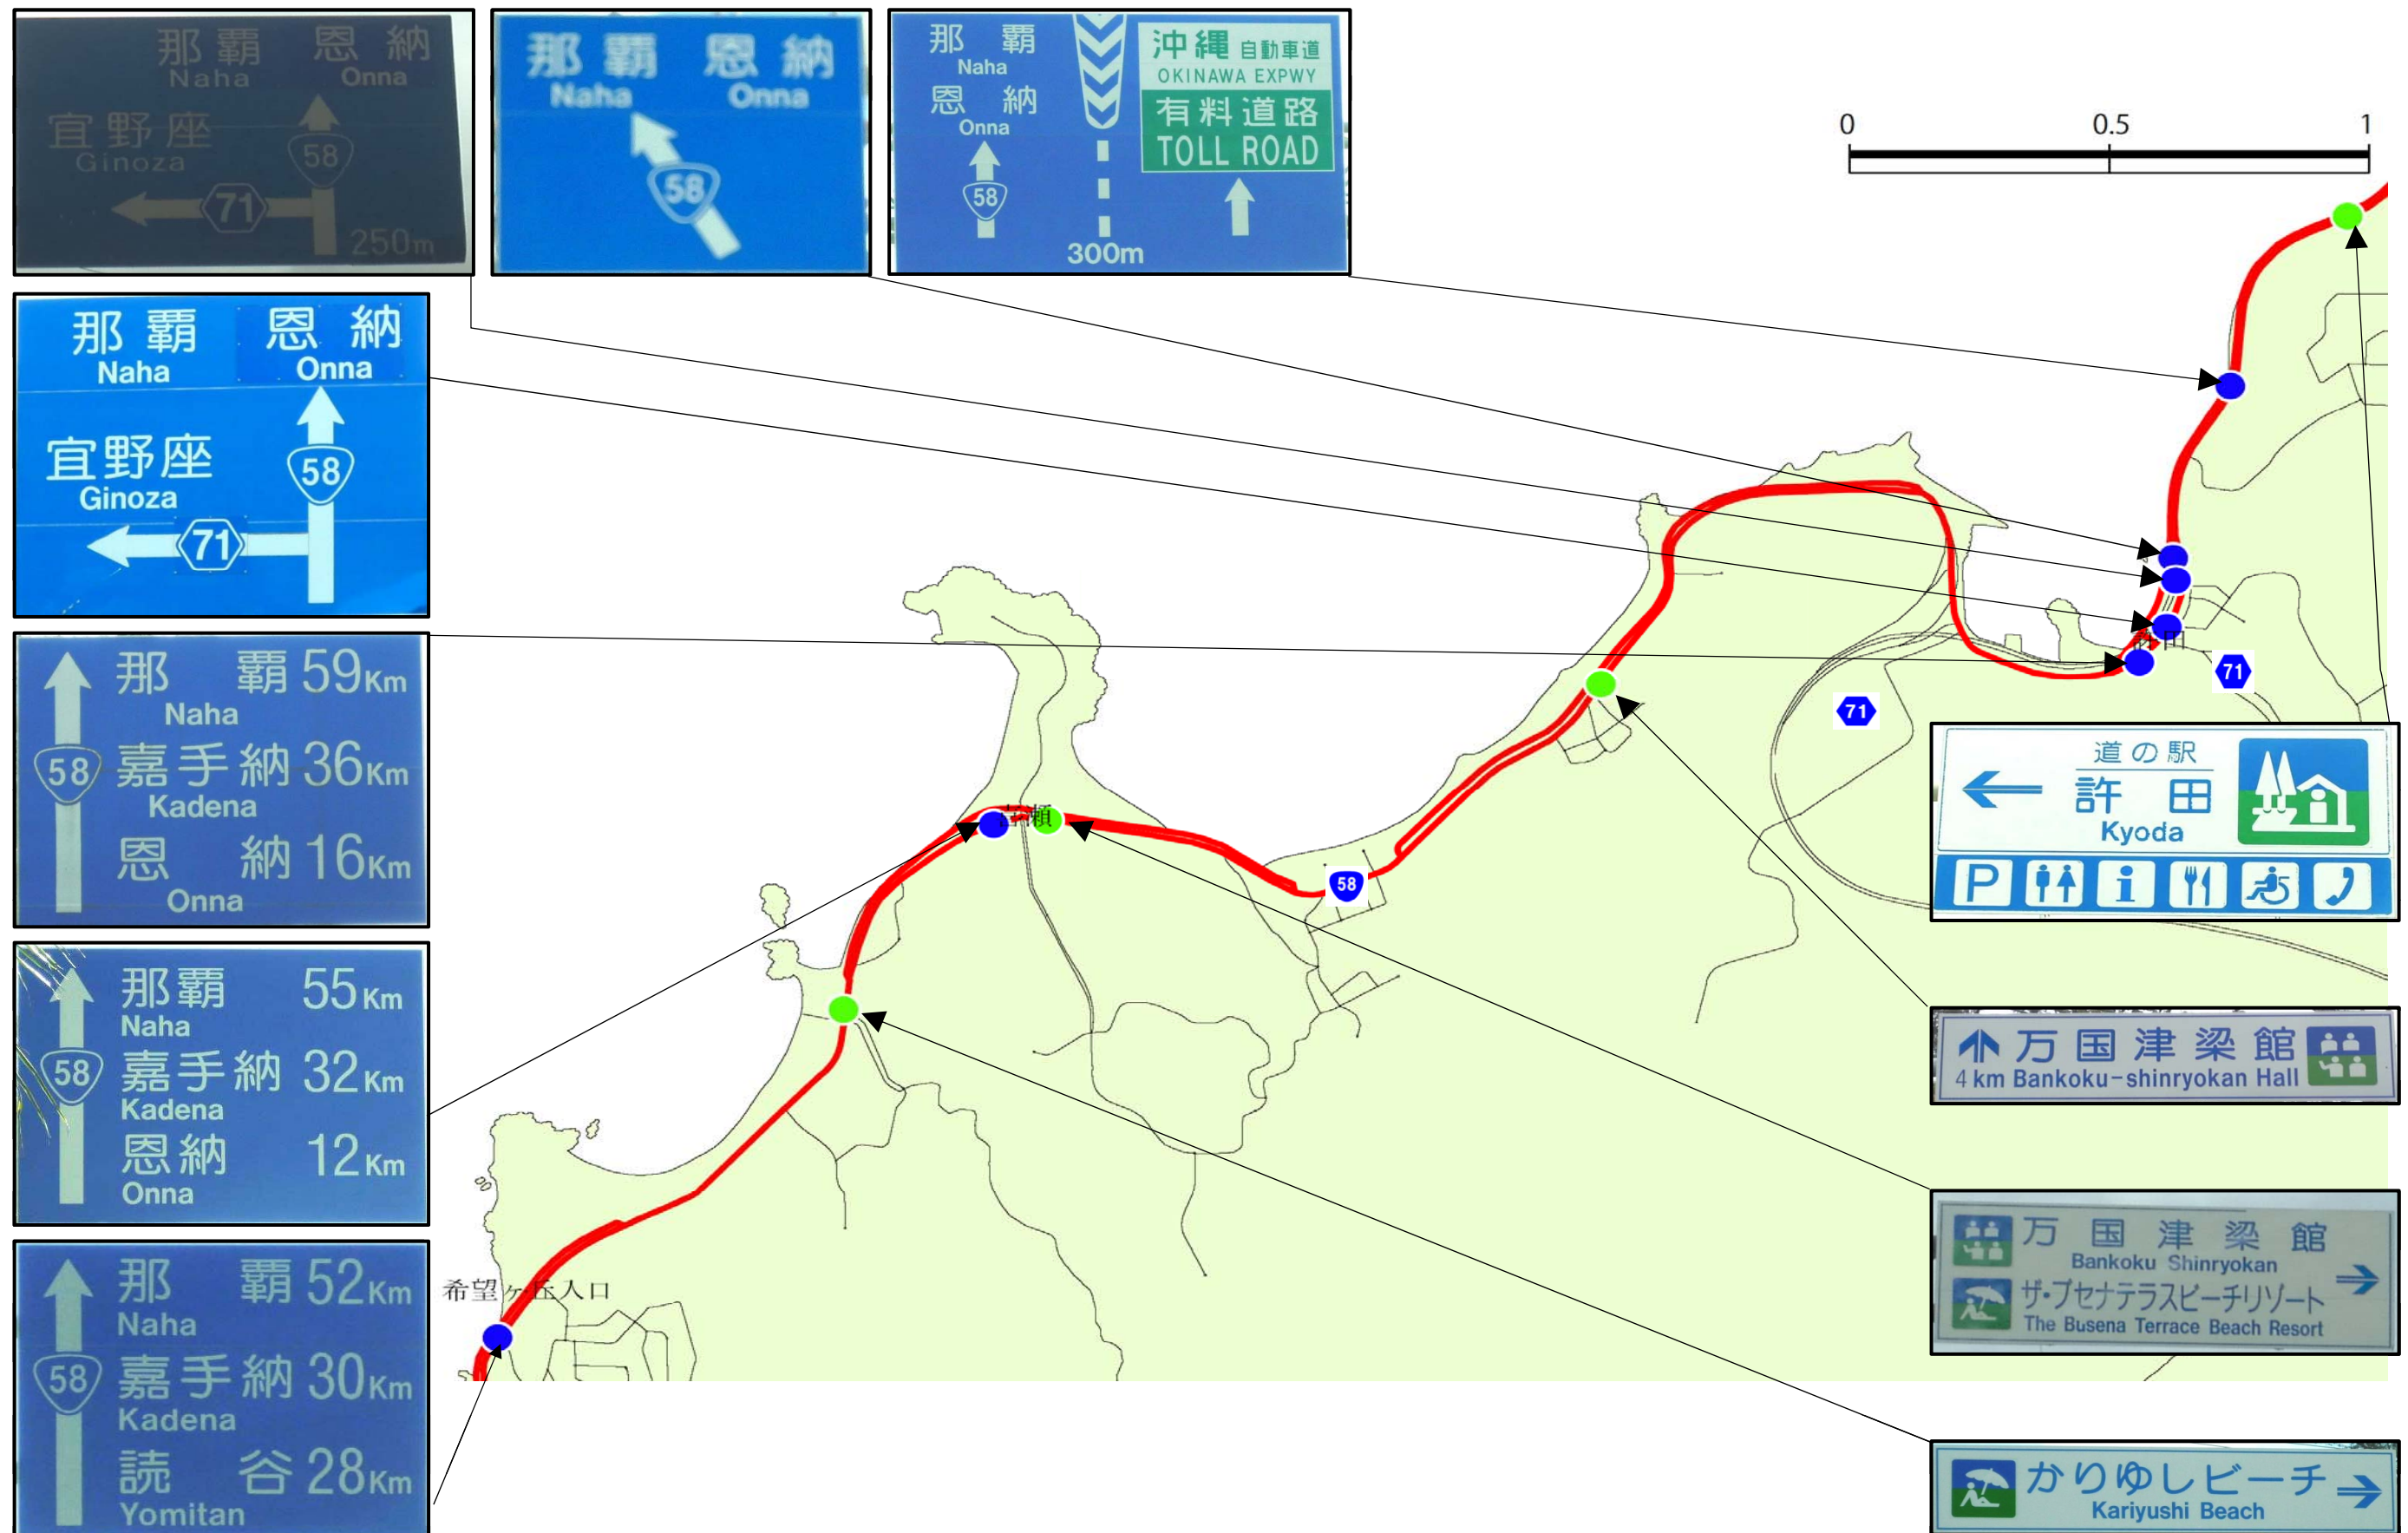 那覇 恩納
Naha Onna
宜野座
Ginoza
58
71
250m
那覇 恩納
Naha Onna
58
那覇
Naha
恩納
Onna
58
300m
沖縄 自動車道
OKINAWA EXPWY
有料道路
TOLL ROAD
0 0.5 1
那覇 恩納
Naha Onna
宜野座
Ginoza
58
71
那覇 59Km
Naha
58 嘉手納 36Km
Kadena
恩納 16Km
Onna
那覇 55Km
Naha
58 嘉手納 32Km
Kadena
恩納 12Km
Onna
那覇 52Km
Naha
58 嘉手納 30Km
Kadena
読谷 28Km
Yomitan
71
71
58
希望ヶ丘入口
道の駅
許田
Kyoda
P
万国津梁館
4km Bankoku-shinryokan Hall
万国津梁館
Bankoku Shinryokan
ザ・ブセナテラスビーチリゾート
The Busena Terrace Beach Resort
かりゆしビーチ
Kariyushi Beach